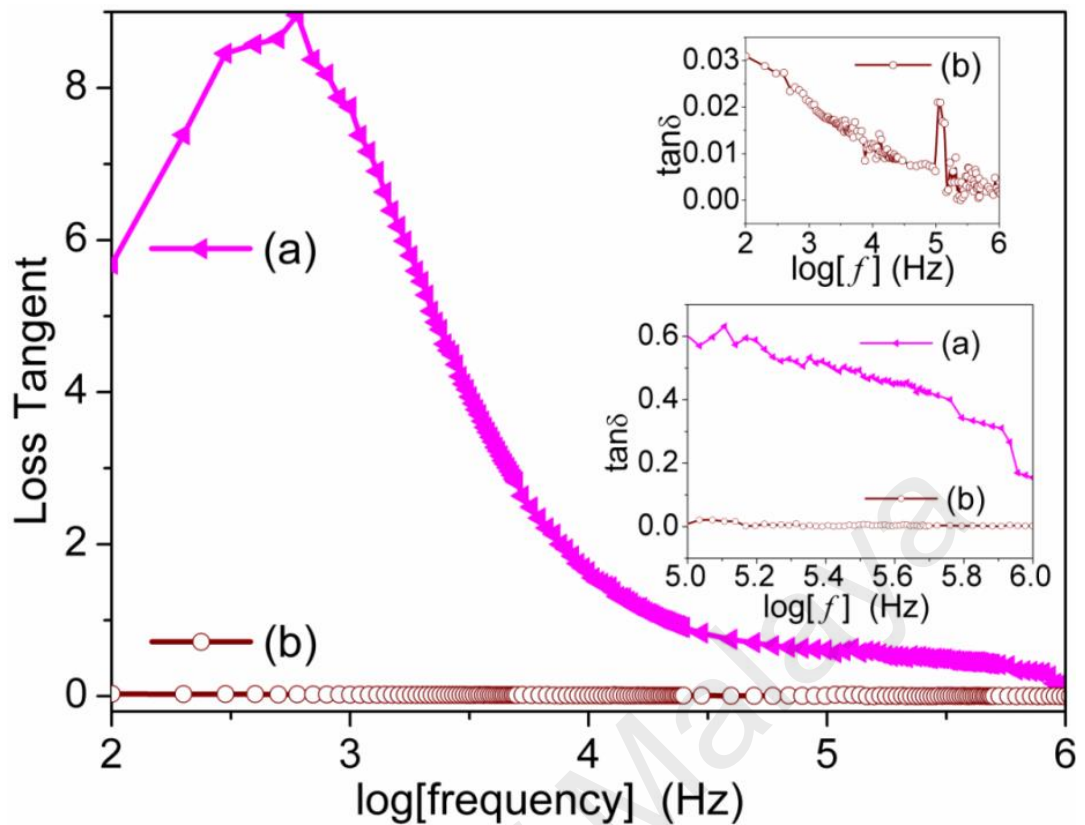 Loss Tangent
8
6
4
2
0
2
3
4
5
6
log[frequency] (Hz)
(a)
(b)
tanδ
0.03
0.02
0.01
0.00
(b)
2
3
4
5
6
log[f] (Hz)
tanδ
0.6
0.4
0.2
0.0
(a)
(b)
5.0
5.2
5.4
5.6
5.8
6.0
log[f] (Hz)
Malaya